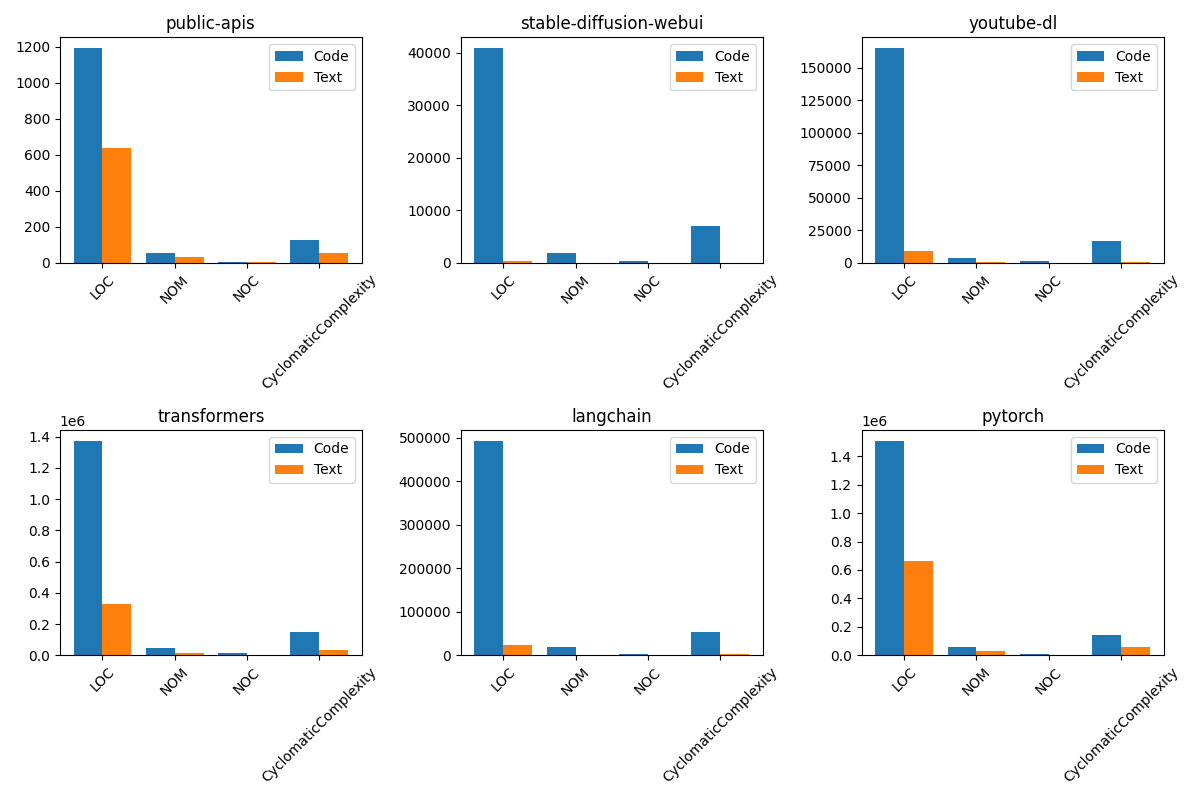 public-apis
1200
1000
800
600
400
200
0
Code
Text
LOC
NOM
NOC
CyclomaticComplexity
stable-diffusion-webui
40000
30000
20000
10000
0
Code
Text
LOC
NOM
NOC
CyclomaticComplexity
youtube-dl
150000
125000
100000
75000
50000
25000
0
Code
Text
LOC
NOM
NOC
CyclomaticComplexity
transformers
1e6
1.4
1.2
1.0
0.8
0.6
0.4
0.2
0.0
Code
Text
LOC
NOM
NOC
CyclomaticComplexity
langchain
500000
400000
300000
200000
100000
0
Code
Text
LOC
NOM
NOC
CyclomaticComplexity
pytorch
1e6
1.4
1.2
1.0
0.8
0.6
0.4
0.2
0.0
Code
Text
LOC
NOM
NOC
CyclomaticComplexity